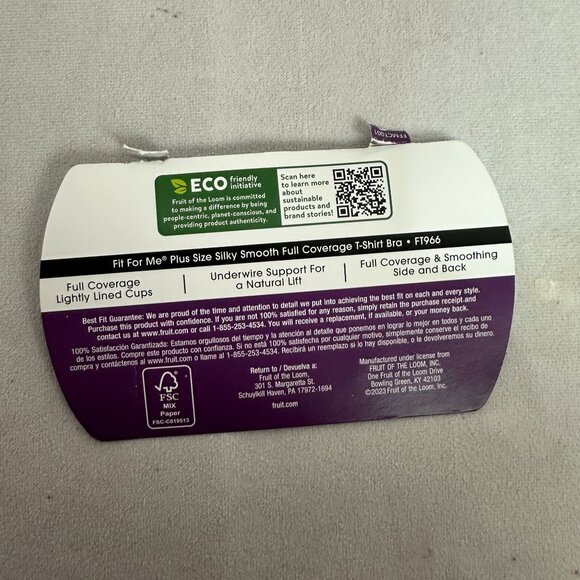 FFMCT001
ECO friendly initiative
Fruit of the Loom is committed
to making a difference by being
people-centric, planet-conscious, and
providing product authenticity.
Scan here
to learn more
about
sustainable
products and
brand stories!
Fit For Me® Plus Size Silky Smooth Full Coverage T-Shirt Bra • FT966
Full Coverage
Lightly Lined Cups
Underwire Support For
a Natural Lift
Full Coverage & Smoothing
Side and Back
Best Fit Guarantee: We are proud of the time and attention to detail we put into achieving the best fit on each and every style.
Purchase this product with confidence. If you are not 100% satisfied for any reason, simply retain the purchase receipt and
contact us at www.fruit.com or call 1-855-253-4534. You will receive a replacement, if available, or your money back.
100% Satisfacción Garantizada: Estamos orgullosos del tiempo y la atención al detalle que ponemos en lograr lo mejor en todos y cada uno
de los estilos. Compre este producto con confianza. Si no está 100% satisfecho por cualquier motivo, simplemente conserve el recibo de
compra y contáctenos al www.fruit.com o llame al 1-855-253-4534. Recibirá un reemplazo si lo hay disponible, o le devolveremos su dinero.
FSC
MIX
Paper
FSC-C019513
Return to / Devuelva a:
Fruit of the Loom,
301 S. Margaretta St.
Schuylkill Haven, PA 17972-1694
fruit.com
Manufactured under license from
FRUIT OF THE LOOM, INC.
One Fruit of the Loom Drive
Bowling Green, KY 42103
©2023 Fruit of the Loom, Inc.